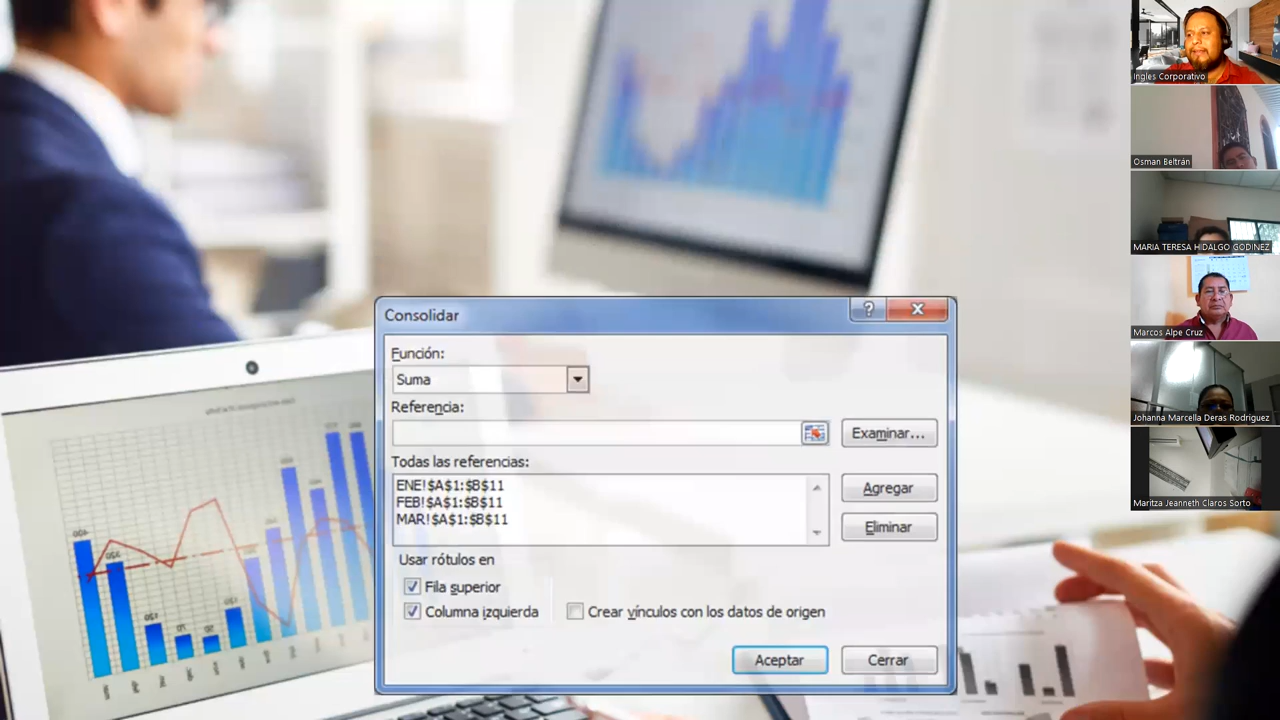 Consolidar
Función:
Suma
Referencia:
Examinar...
Todas las referencias:
ENE!$A$1:$B$11
FEB!$A$1:$B$11
MAR!$A$1:$B$11
Agregar
Eliminar
Usar rótulos en
Fila superior
Columna izquierda
Crear vínculos con los datos de origen
Aceptar
Cerrar
Ingles Corporativo
Osman Beltrán
MARIA TERESA HIDALGO GODINEZ
Marcos Alpe Cruz
Johanna Marcella Deras Rodríguez
Maritza Jeanneth Claros Sorto